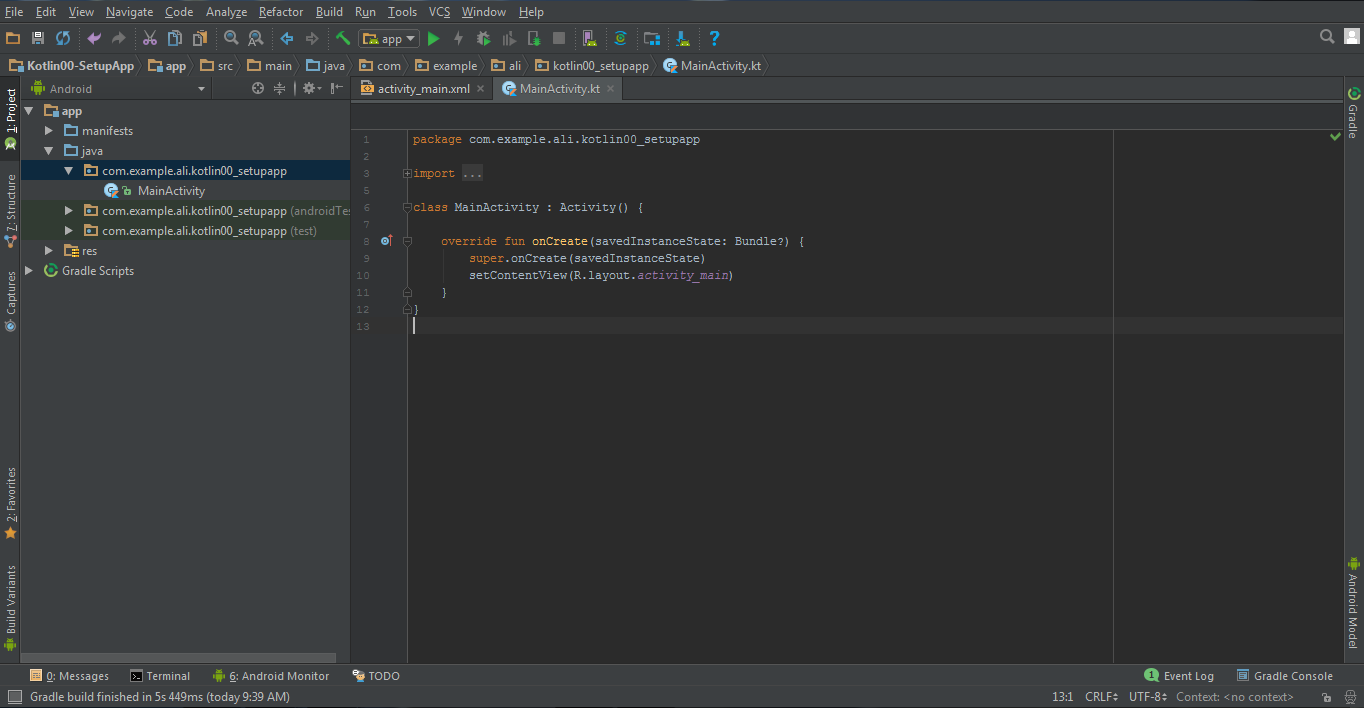 File Edit View Navigate Code Analyze Refactor Build Run Tools VCS Window Help
app
Kotlin00-SetupApp app src main java com example ali kotlin00_setupapp MainActivity.kt
Android
activity_main.xml MainActivity.kt
1: Project
7: Structure
Captures
2: Favorites
Build Variants
app
manifests
java
com.example.ali.kotlin00_setupapp
MainActivity
com.example.ali.kotlin00_setupapp (androidTes
com.example.ali.kotlin00_setupapp (test)
res
Gradle Scripts
1 package com.example.ali.kotlin00_setupapp
2
3 import ...
5
6 class MainActivity : Activity() {
7
8 override fun onCreate(savedInstanceState: Bundle?) {
9 super.onCreate(savedInstanceState)
10 setContentView(R.layout.activity_main)
11 }
12 }
13
Gradle
Android Model
0: Messages Terminal 6: Android Monitor TODO 1 Event Log Gradle Console
Gradle build finished in 5s 449ms (today 9:39 AM) 13:1 CRLF UTF-8 Context: <no context>